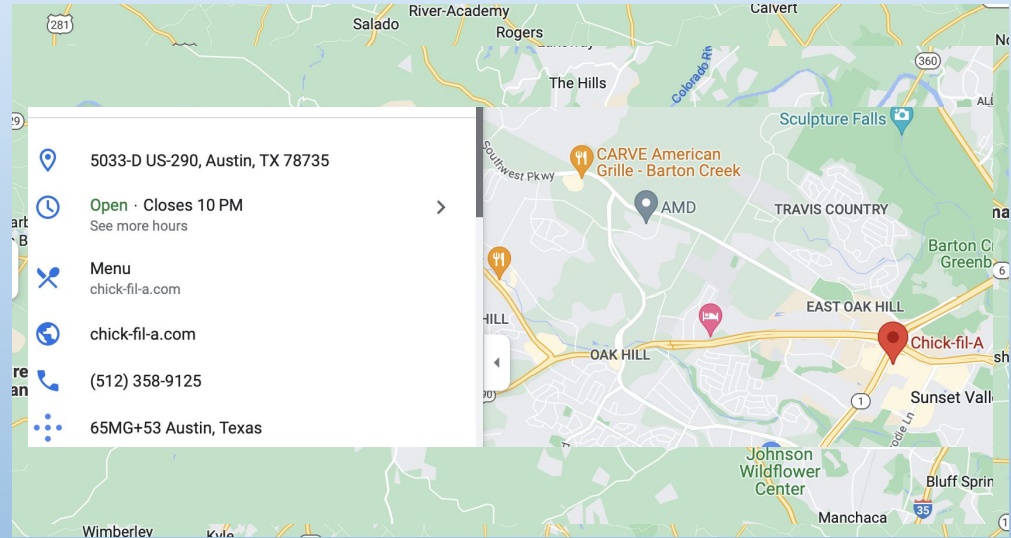 281
Salado
River-Academy
Rogers
Calvert
The Hills
Colorado
360
5033-D US-290, Austin, TX 78735
Open · Closes 10 PM
See more hours
Menu
chick-fil-a.com
chick-fil-a.com
(512) 358-9125
65MG+53 Austin, Texas
Sculpture Falls
Southwest Pkwy
CARVE American
Grille - Barton Creek
AMD
TRAVIS COUNTRY
Barton
Greenb
6
EAST OAK HILL
HILL
OAK HILL
Chick-fil-A
1
Sunset Vall
Johnson
Wildflower
Center
Bluff Sprin
35
Manchaca
Wimberley
Kyle